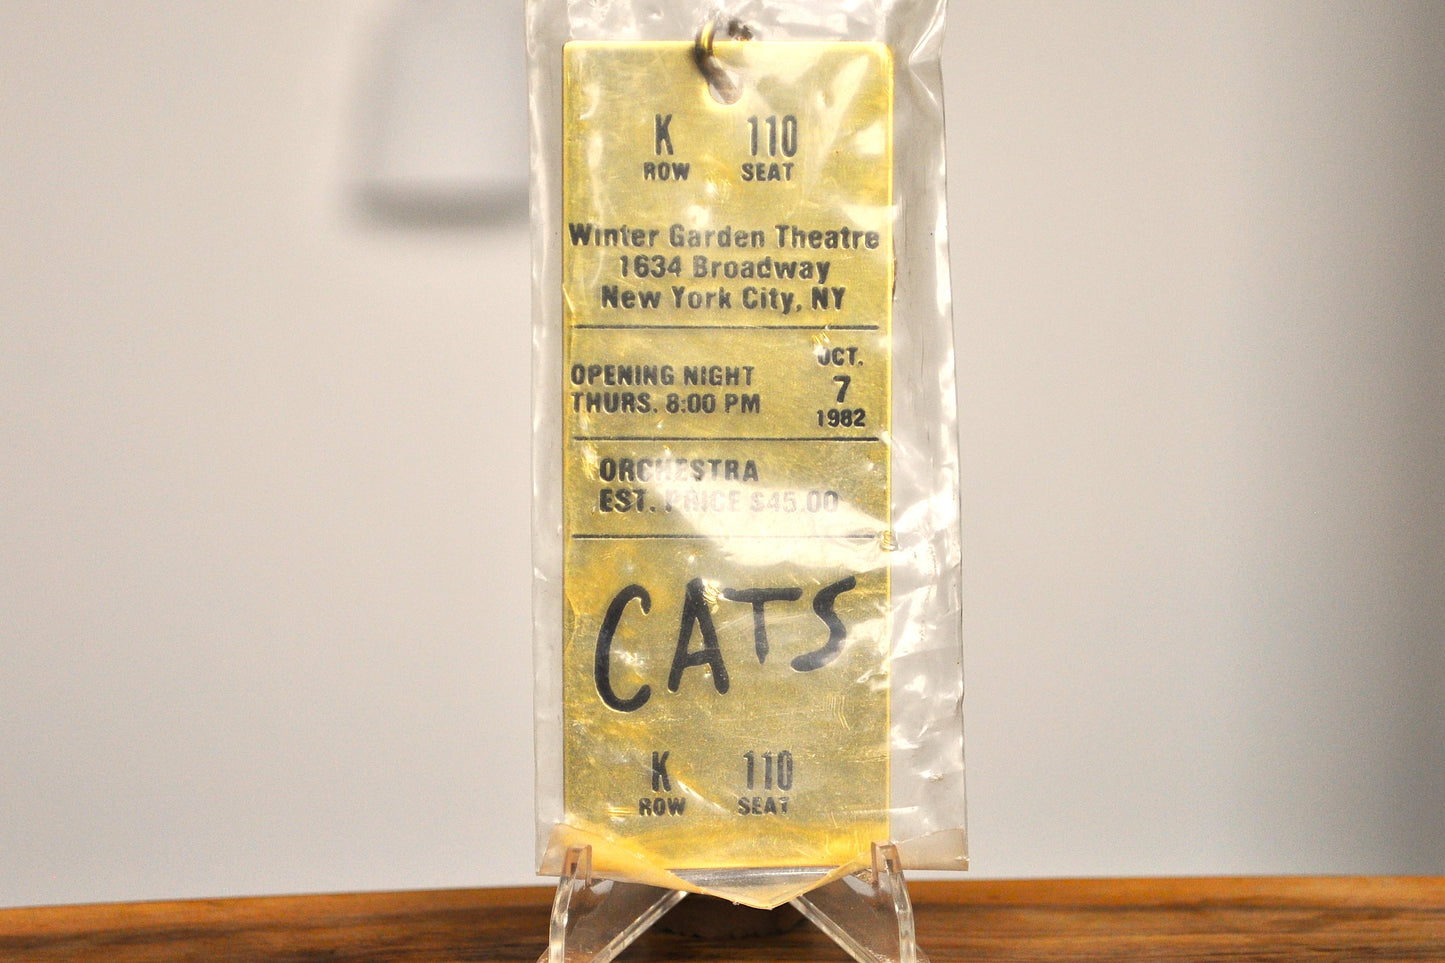 K 110
ROW SEAT
Winter Garden Theatre
1634 Broadway
New York City, NY
OPENING NIGHT
THURS. 8:00 PM
OCT.
7
1982
ORCHESTRA
EST. PRICE $45.00
CATS
K 110
ROW SEAT